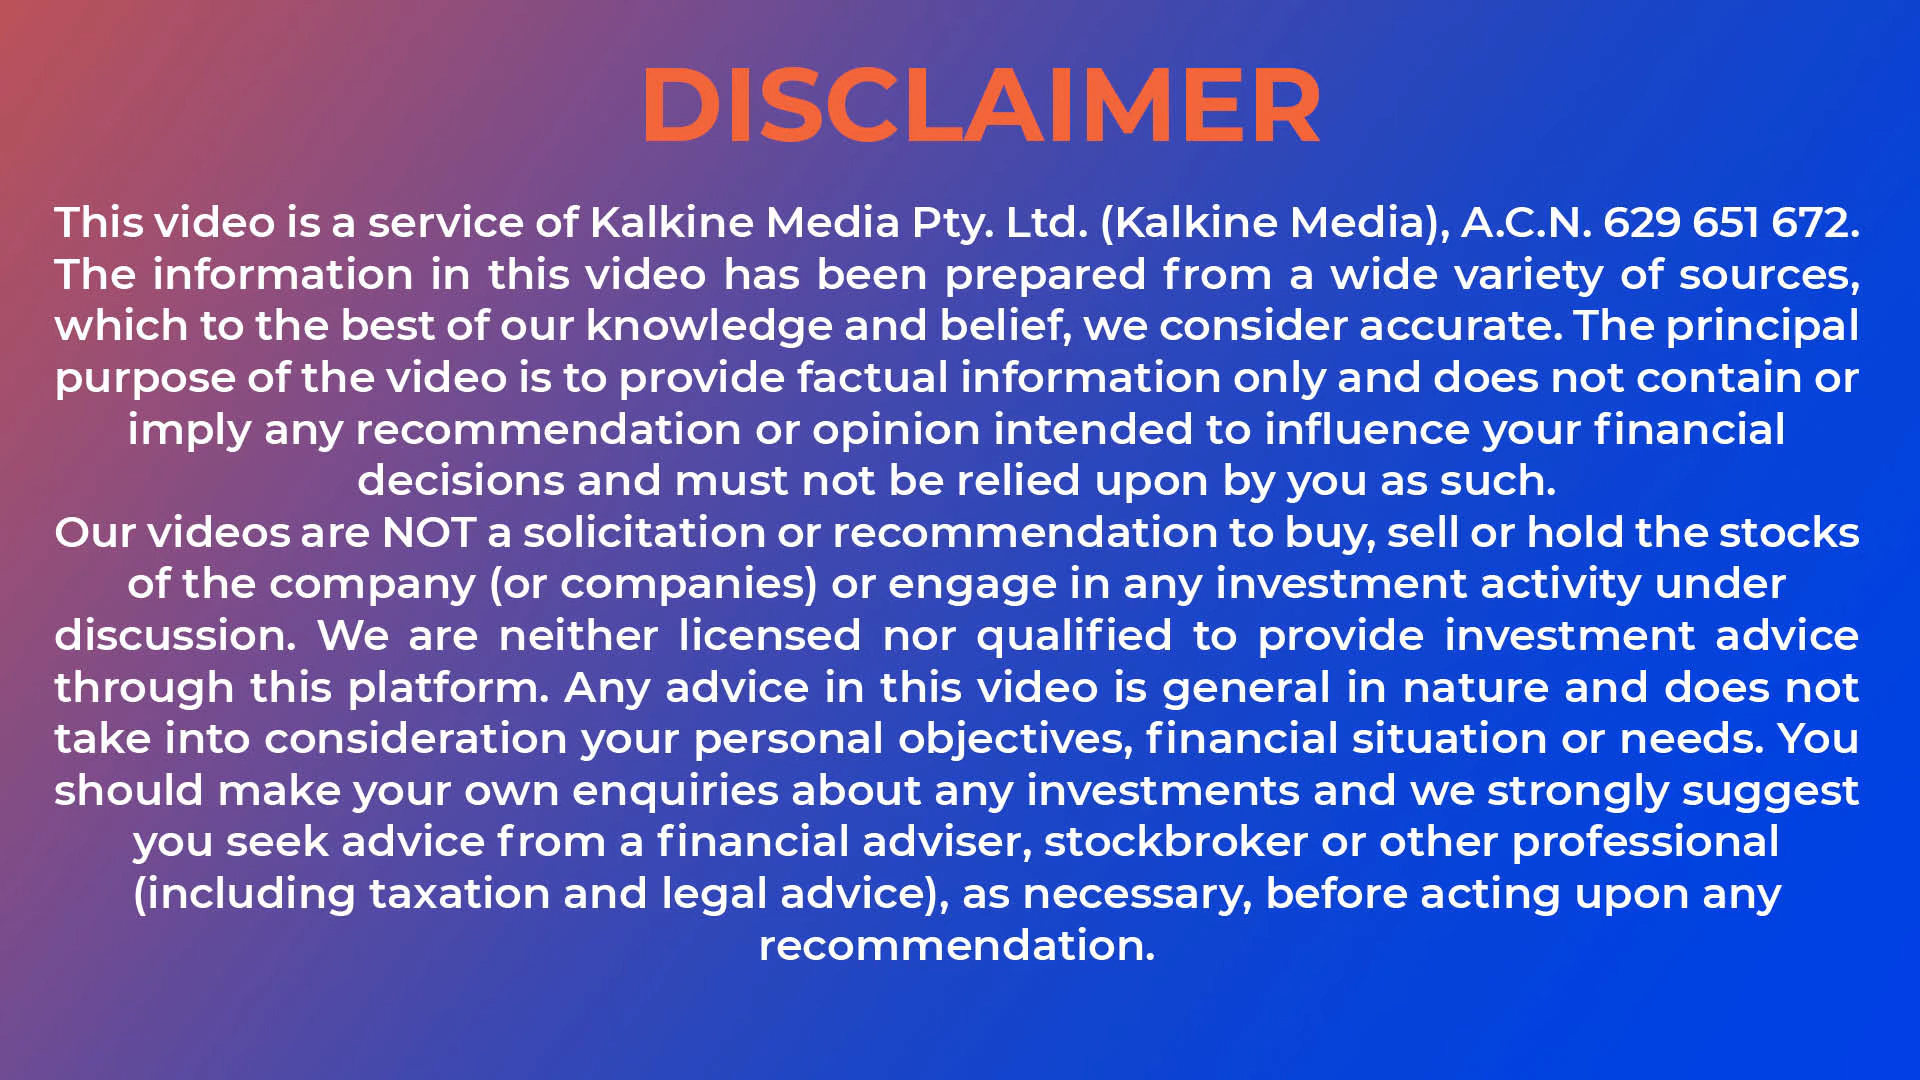 DISCLAIMER
This video is a service of Kalkine Media Pty. Ltd. (Kalkine Media), A.C.N. 629 651 672.
The information in this video has been prepared from a wide variety of sources,
which to the best of our knowledge and belief, we consider accurate. The principal
purpose of the video is to provide factual information only and does not contain or
imply any recommendation or opinion intended to influence your financial
decisions and must not be relied upon by you as such.
Our videos are NOT a solicitation or recommendation to buy, sell or hold the stocks
of the company (or companies) or engage in any investment activity under
discussion. We are neither licensed nor qualified to provide investment advice
through this platform. Any advice in this video is general in nature and does not
take into consideration your personal objectives, financial situation or needs. You
should make your own enquiries about any investments and we strongly suggest
you seek advice from a financial adviser, stockbroker or other professional
(including taxation and legal advice), as necessary, before acting upon any
recommendation.